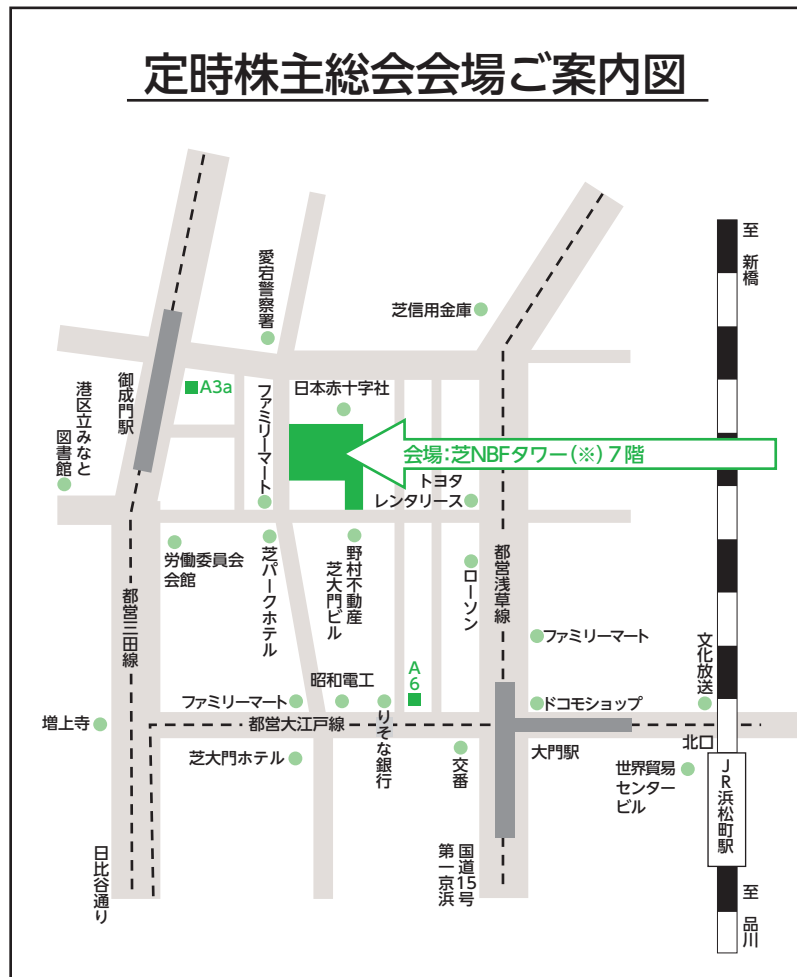 定時株主総会会場ご案内図
至 新橋
愛宕警察署
芝信用金庫
御成門駅
A3a
日本赤十字社
港区立みなと
図書館
ファミリーマート
会場：芝NBFタワー（※）７階
トヨタ
レンタリース
労働委員会
会館
芝パークホテル
野村不動産
芝大門ビル
ローソン
都営浅草線
都営三田線
ファミリーマート
文化放送
A
6
昭和電工
ファミリーマート
ドコモショップ
増上寺
都営大江戸線
りそな銀行
北口
芝大門ホテル
交番
大門駅
世界貿易
センター
ビル
JR浜松町駅
日比谷通り
国道15号
第一京浜
至 品川